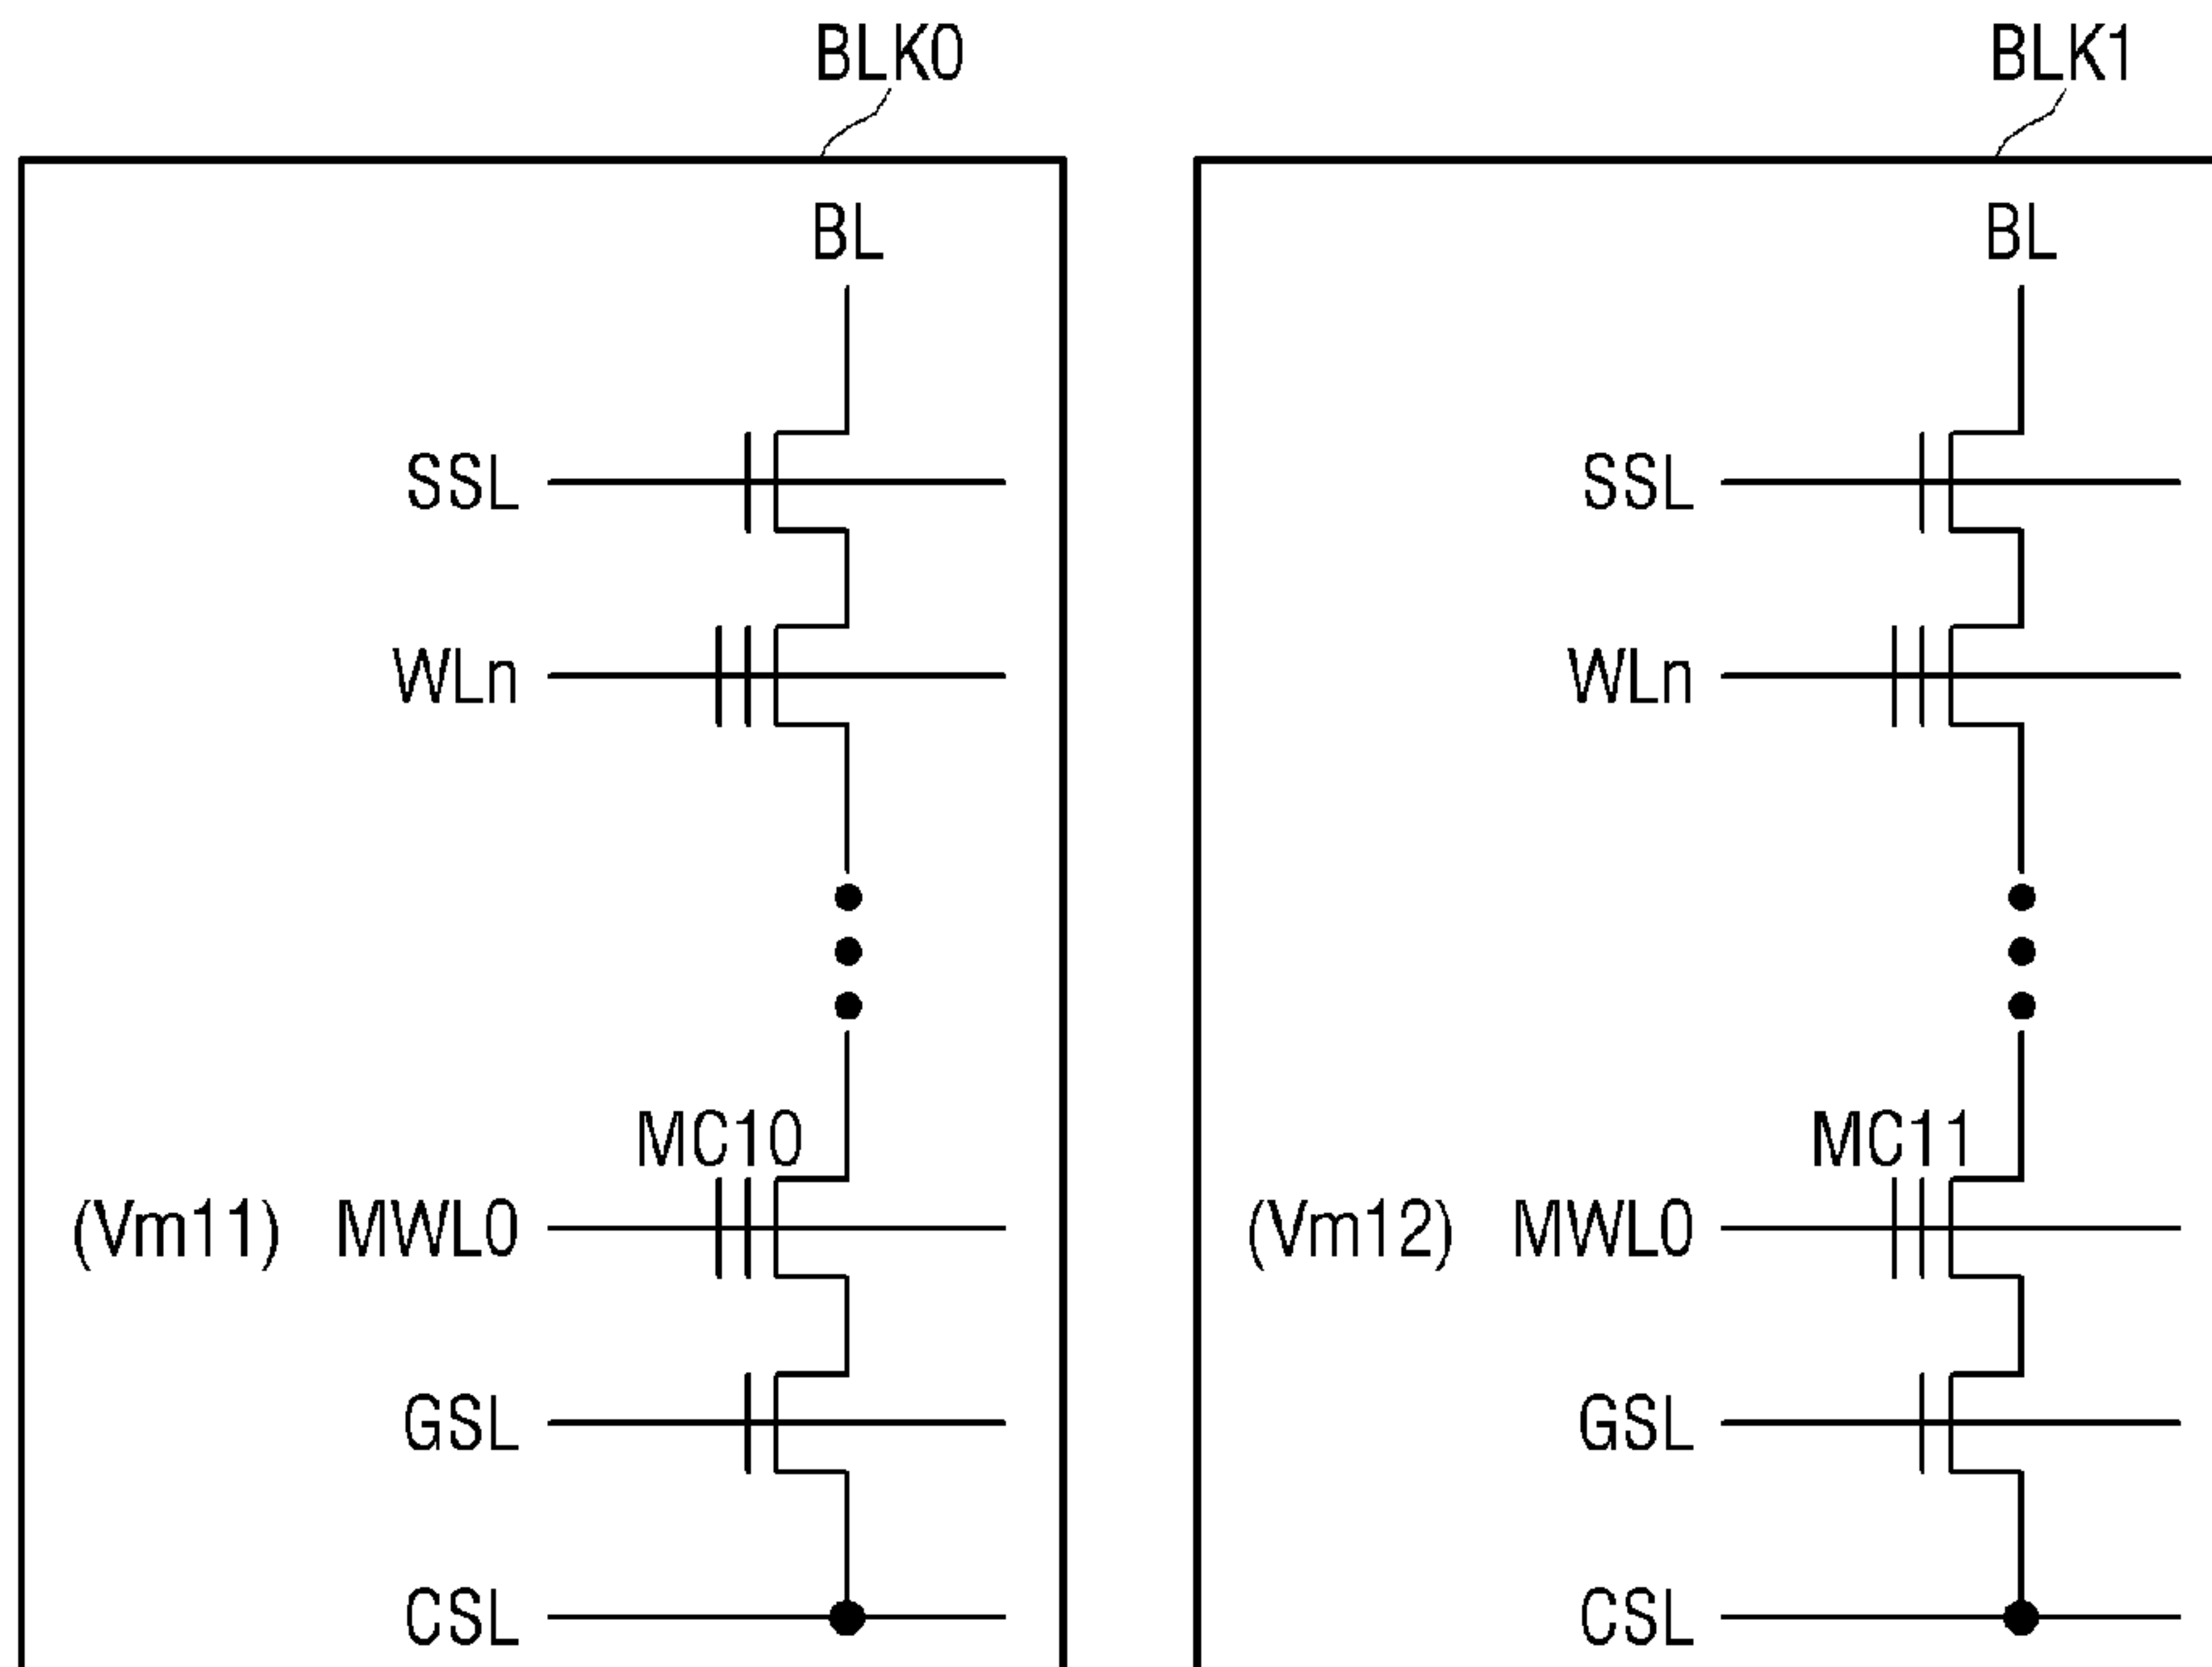 BLK0
BL
SSL
WLn
MC10
(Vm11) MWL0
GSL
CSL
BLK1
BL
SSL
WLn
MC11
(Vm12) MWL0
GSL
CSL